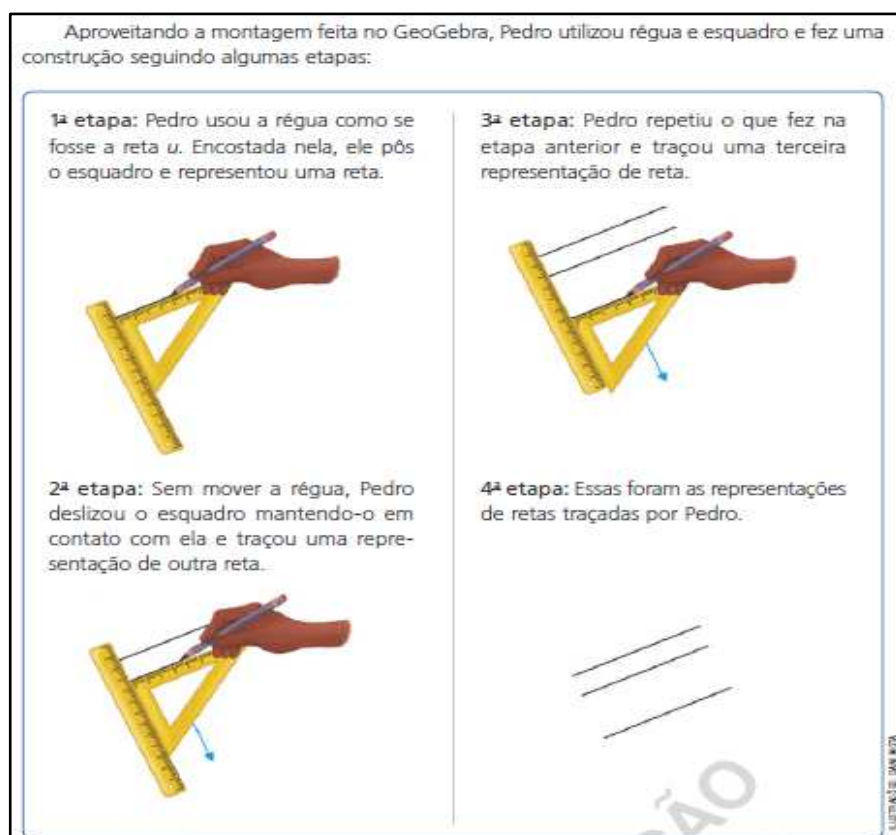 Aproveitando a montagem feita no GeoGebra, Pedro utilizou régua e esquadro e fez uma
construção seguindo algumas etapas:
1ª etapa: Pedro usou a régua como se
fosse a reta u. Encostada nela, ele pôs
o esquadro e representou uma reta.
2ª etapa: Sem mover a régua, Pedro
deslizou o esquadro mantendo-o em
contato com ela e traçou uma repre-
sentação de outra reta.
3ª etapa: Pedro repetiu o que fez na
etapa anterior e traçou uma terceira
representação de reta.
4ª etapa: Essas foram as representações
de retas traçadas por Pedro.
ÇÃO